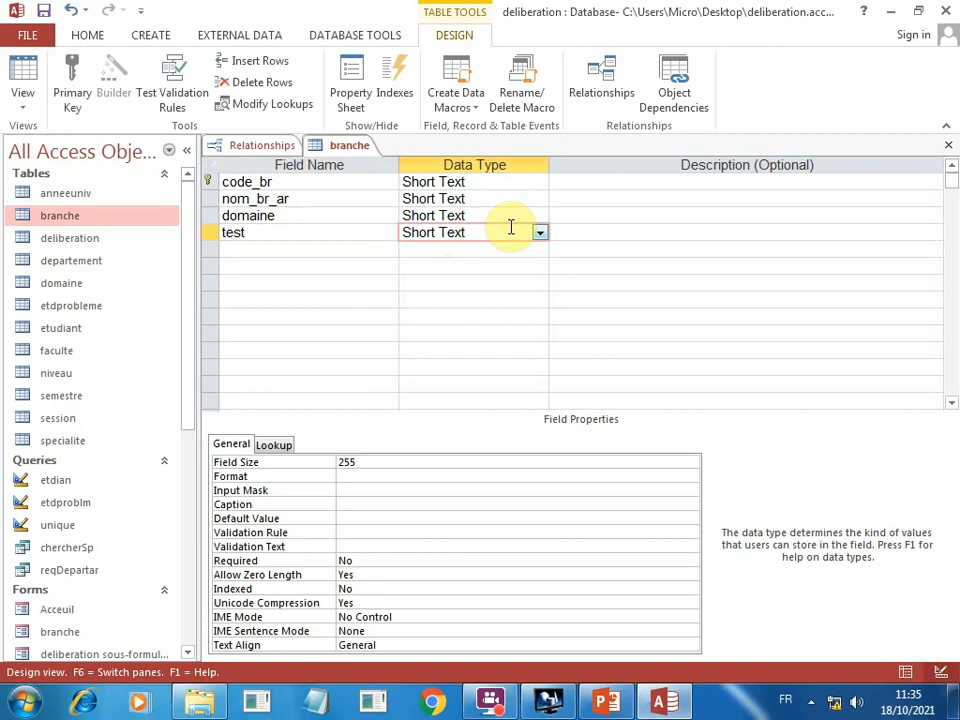 TABLE TOOLS
deliberation : Database- C:\Users\Micro\Desktop\deliberation.acc...
?
FILE
HOME
CREATE
EXTERNAL DATA
DATABASE TOOLS
DESIGN
Sign in
View
Primary Key
Builder
Test Validation Rules
Insert Rows
Delete Rows
Modify Lookups
Property Sheet
Indexes
Create Data Macros
Rename/ Delete Macro
Relationships
Object Dependencies
Views
Tools
Show/Hide
Field, Record & Table Events
Relationships
All Access Obje...
Relationships
branche
Field Name
Data Type
Description (Optional)
code_br
Short Text
nom_br_ar
Short Text
domaine
Short Text
test
Short Text
Tables
anneeuniv
branche
deliberation
departement
domaine
etdprobleme
etudiant
faculte
niveau
semestre
session
specialite
Queries
etdian
etdproblm
unique
chercherSp
reqDepartar
Forms
Acceuil
branche
deliberation sous-formul...
Field Properties
General
Lookup
Field Size
255
Format
Input Mask
Caption
Default Value
Validation Rule
Validation Text
Required
No
Allow Zero Length
Yes
Indexed
No
Unicode Compression
Yes
IME Mode
No Control
IME Sentence Mode
None
Text Align
General
The data type determines the kind of values
that users can store in the field. Press F1 for
help on data types.
Design view. F6 = Switch panes. F1 = Help.
FR
11:35
18/10/2021